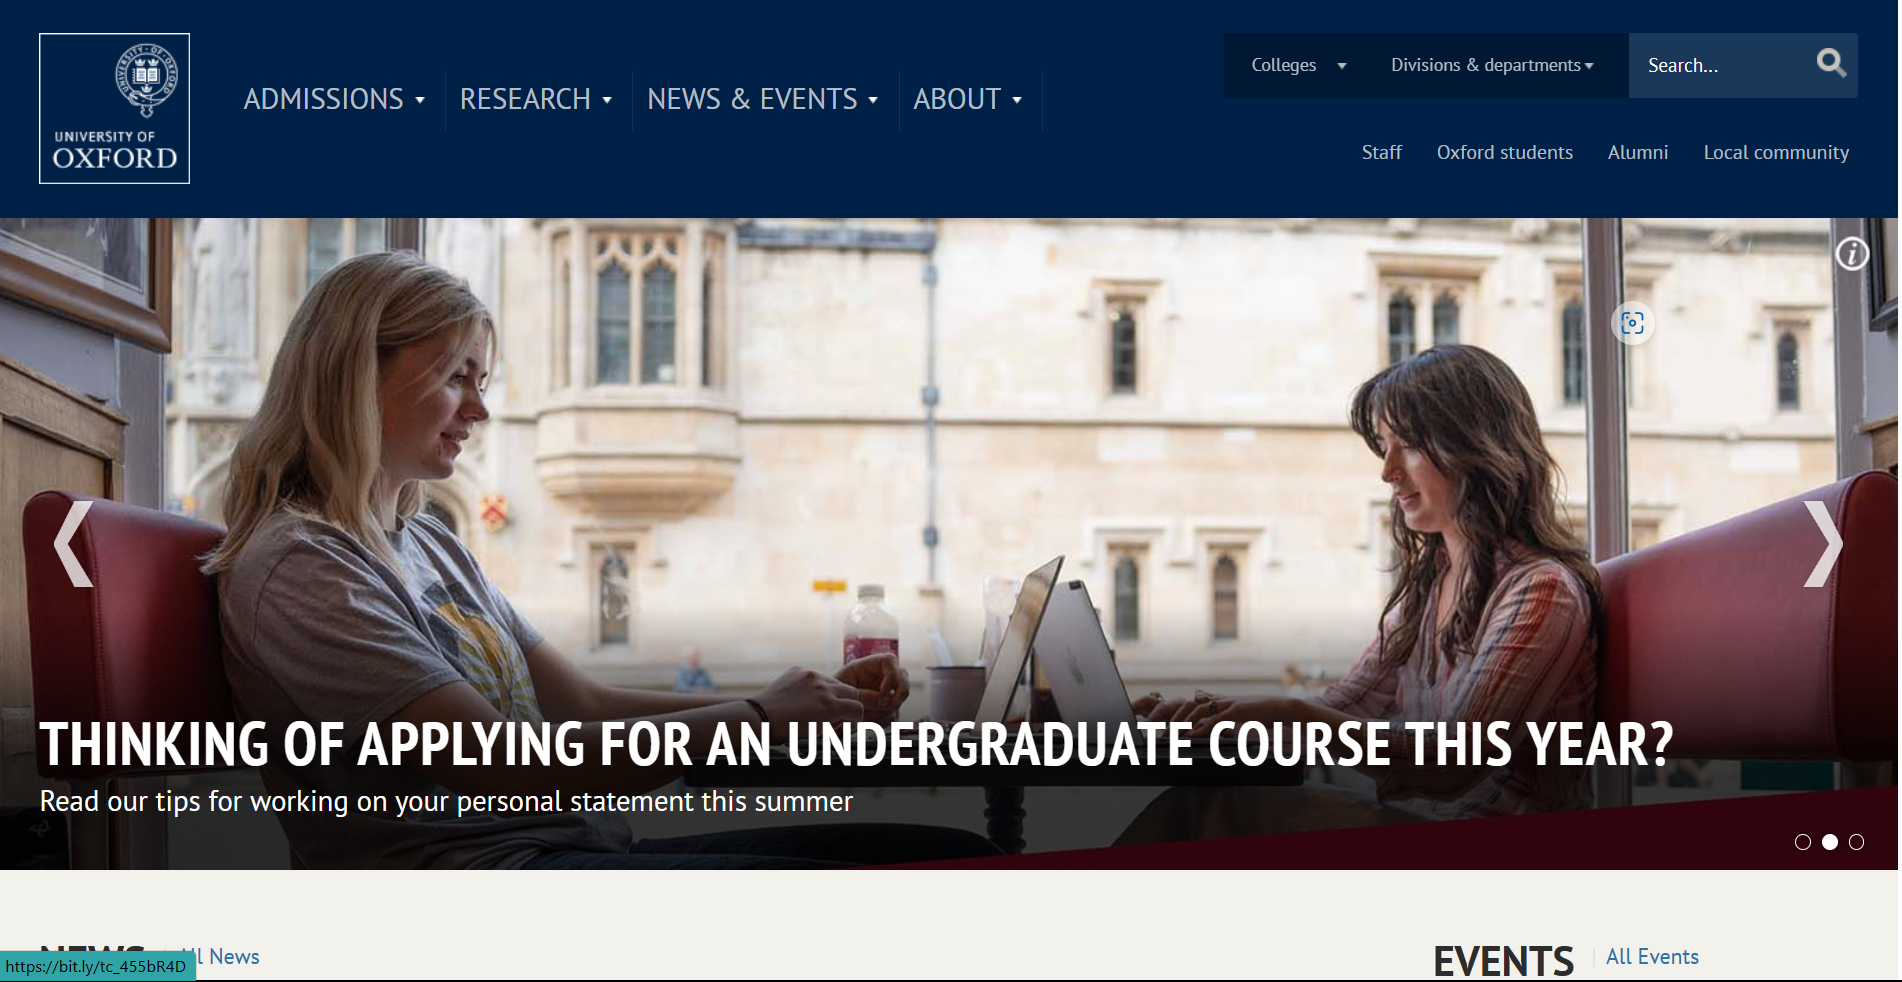 UNIVERSITY OF
OXFORD
ADMISSIONS
RESEARCH
NEWS & EVENTS
ABOUT
Colleges
Divisions & departments
Search...
Staff
Oxford students
Alumni
Local community
THINKING OF APPLYING FOR AN UNDERGRADUATE COURSE THIS YEAR?
Read our tips for working on your personal statement this summer
NEWS
All News
EVENTS
All Events
https://bit.ly/tc_455bR4D